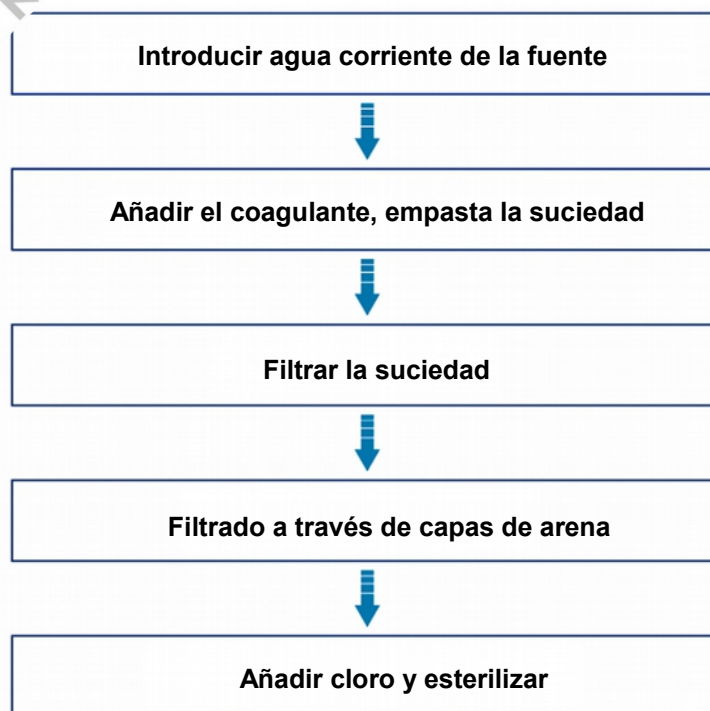 Introducir agua corriente de la fuente
Añadir el coagulante, empasta la suciedad
Filtrar la suciedad
Filtrado a través de capas de arena
Añadir cloro y esterilizar